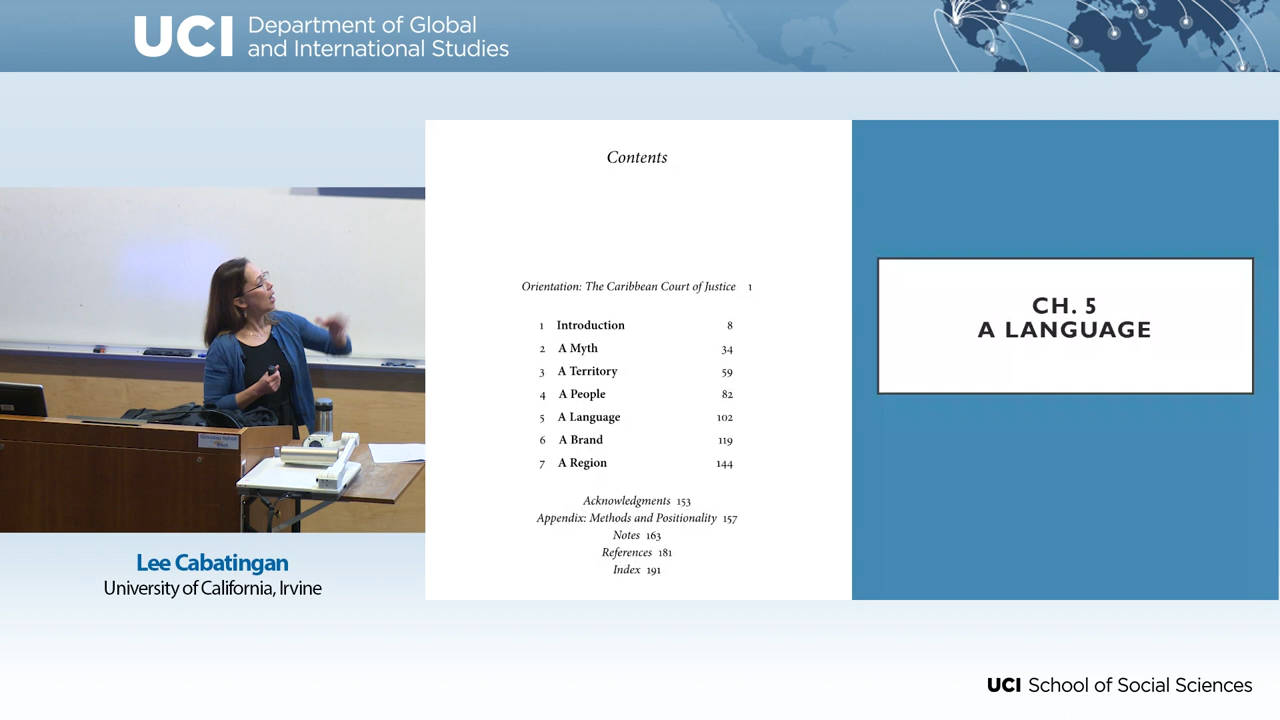 UCI Department of Global
and International Studies
Contents
Orientation: The Caribbean Court of Justice 1
1 Introduction 8
2 A Myth 34
3 A Territory 59
4 A People 82
5 A Language 102
6 A Brand 119
7 A Region 144
Acknowledgments 153
Appendix: Methods and Positionality 157
Notes 163
References 181
Index 191
CH. 5
A LANGUAGE
Lee Cabatingan
University of California, Irvine
UCI School of Social Sciences